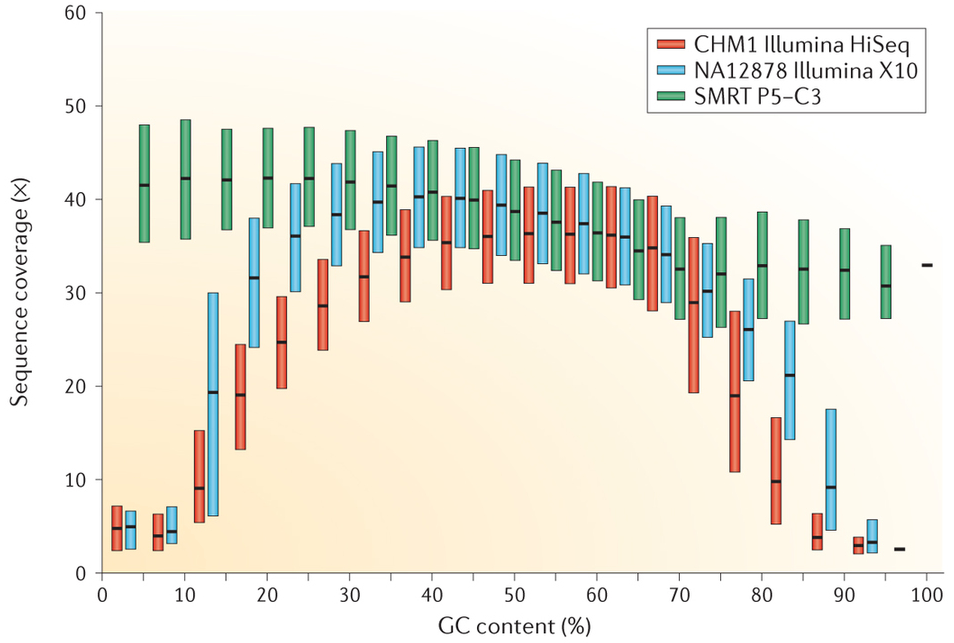 60
50
40
30
20
10
0
Sequence coverage (×)
CHM1 Illumina HiSeq
NA12878 Illumina X10
SMRT P5–C3
0 10 20 30 40 50 60 70 80 90 100
GC content (%)